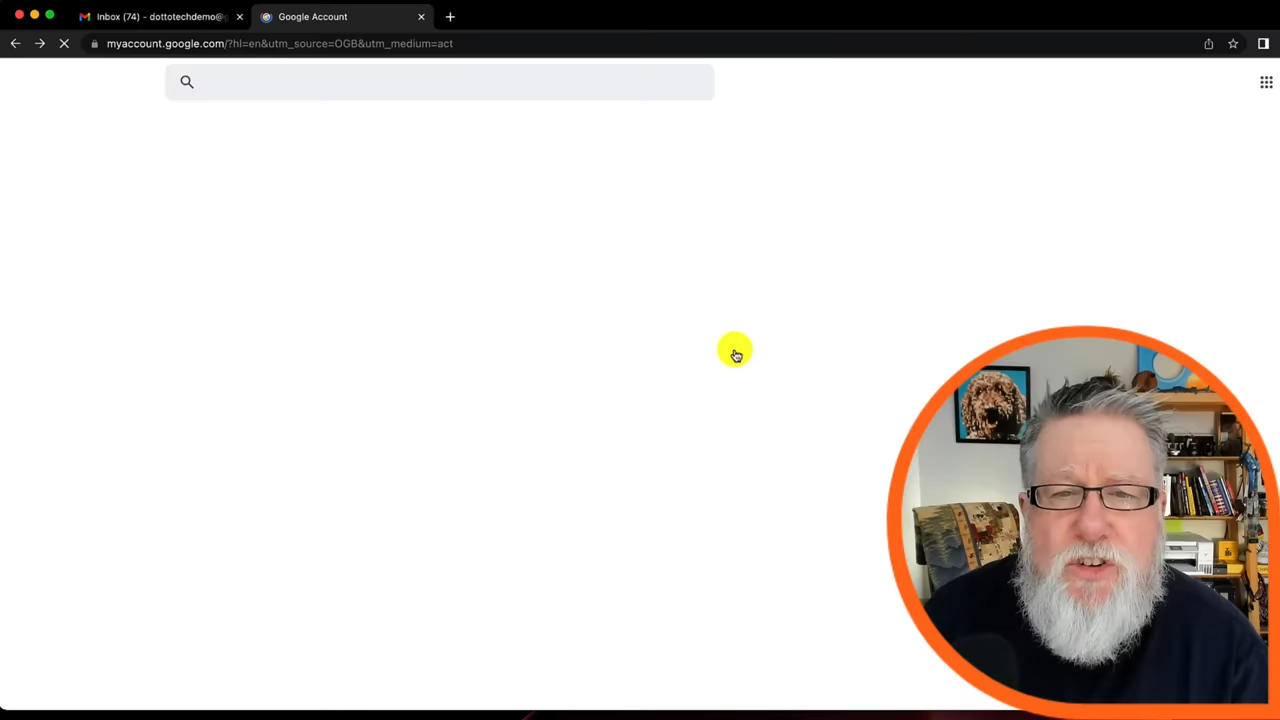 Inbox (74) - dottotechdemo@g
Google Account
myaccount.google.com/?hl=en&utm_source=OGB&utm_medium=act